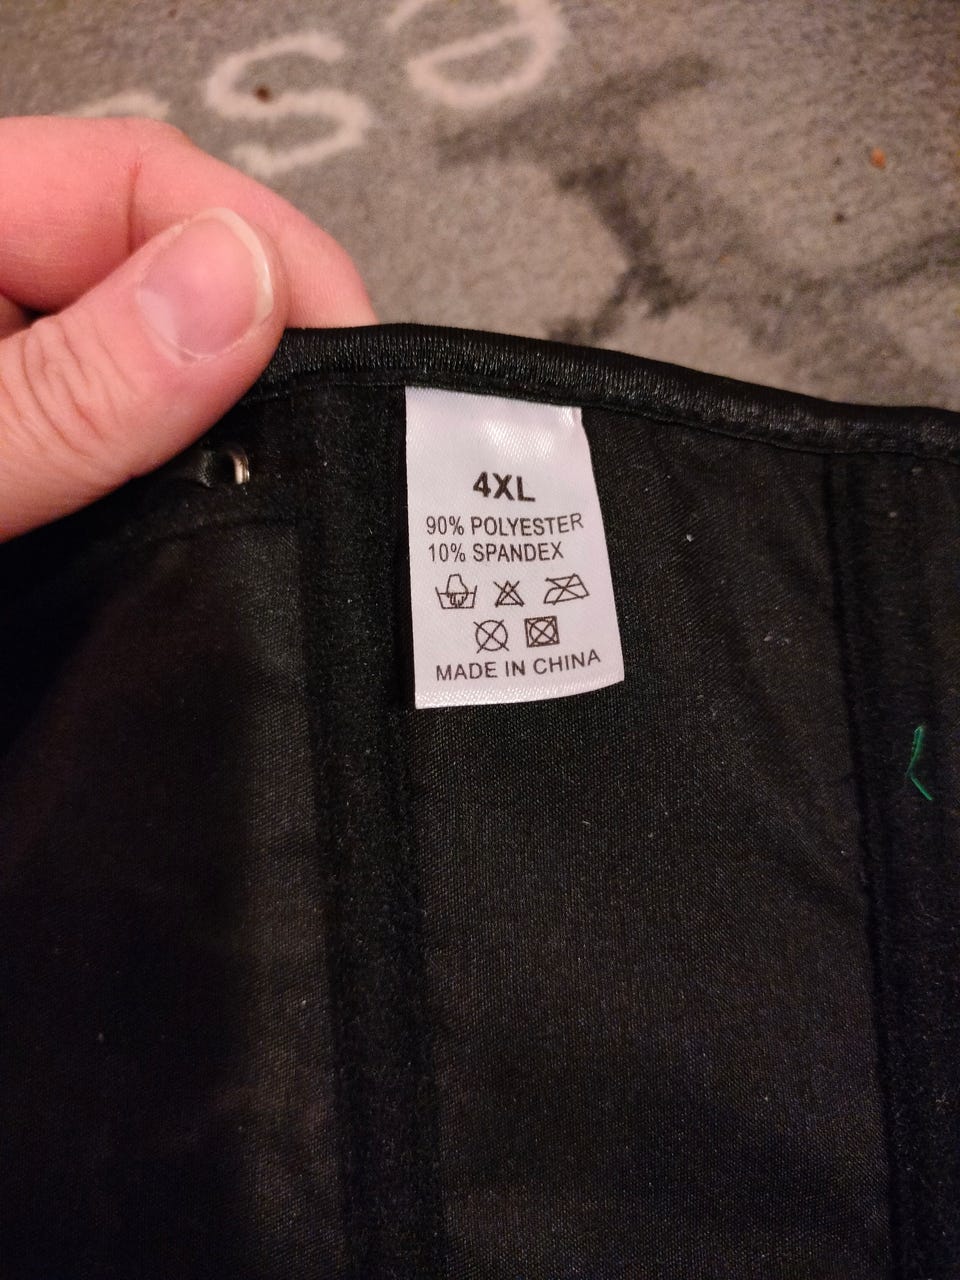 4XL
90% POLYESTER
10% SPANDEX
MADE IN CHINA